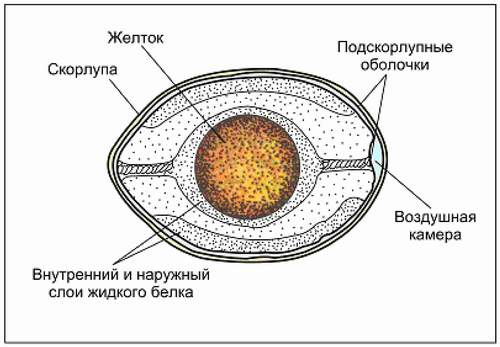 Желток
Скорлупа
Подскорлупные
оболочки
Воздушная
камера
Внутренний и наружный
слои жидкого белка